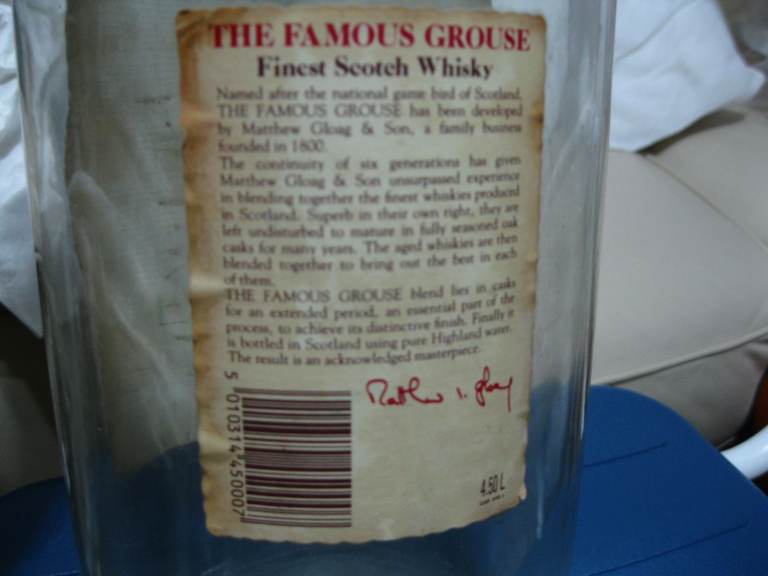 THE FAMOUS GROUSE
Finest Scotch Whisky
Named after the national game bird of Scotland,
THE FAMOUS GROUSE has been developed
by Matthew Gloag & Son, a family business
founded in 1800.
The continuity of six generations has given
Matthew Gloag & Son unsurpassed experience
in blending together the finest whiskies produced
in Scotland. Superb in their own right, they are
left undisturbed to mature in fully seasoned oak
casks for many years. The aged whiskies are then
blended together to bring out the best in each
of them.
THE FAMOUS GROUSE blend lies in casks
for an extended period, an essential part of the
process, to achieve its distinctive finish. Finally it
is bottled in Scotland using pure Highland water.
The result is an acknowledged masterpiece.
Matthew I. Gloag
5 010314 450007
4.50 L